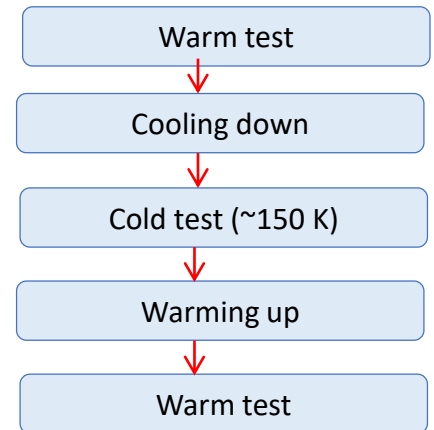 Warm test
Cooling down
Cold test (~150 K)
Warming up
Warm test